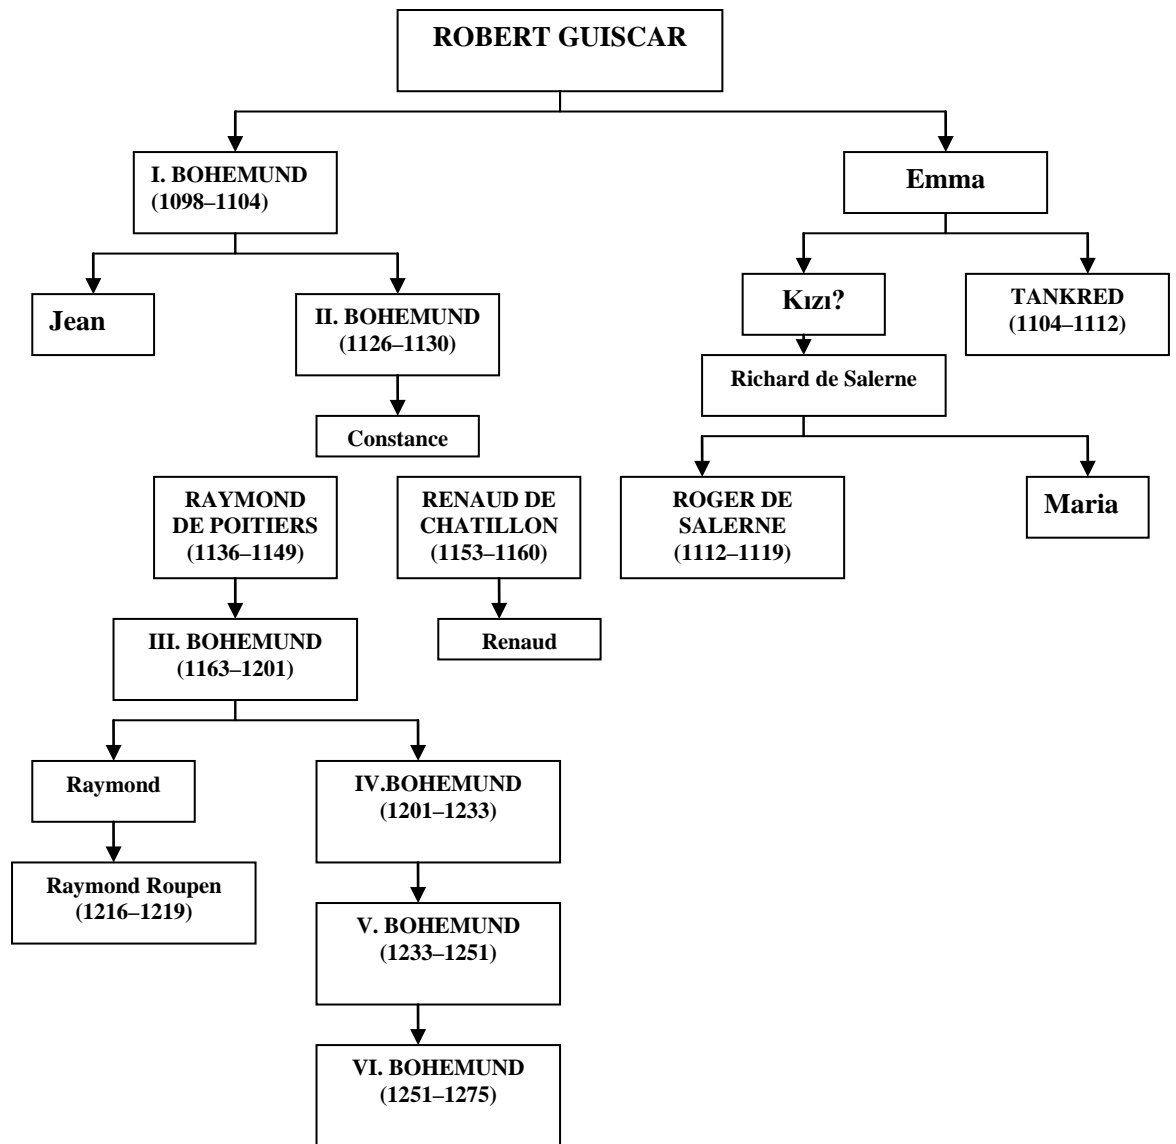 ROBERT GUISCAR
I. BOHEMUND
(1098–1104)
Emma
Jean
II. BOHEMUND
(1126–1130)
Kızı?
TANKRED
(1104–1112)
Richard de Salerne
Constance
RAYMOND
DE POITIERS
(1136–1149)
RENAUD DE
CHATILLON
(1153–1160)
ROGER DE
SALERNE
(1112–1119)
Maria
III. BOHEMUND
(1163–1201)
Renaud
Raymond
IV.BOHEMUND
(1201–1233)
Raymond Roupen
(1216–1219)
V. BOHEMUND
(1233–1251)
VI. BOHEMUND
(1251–1275)